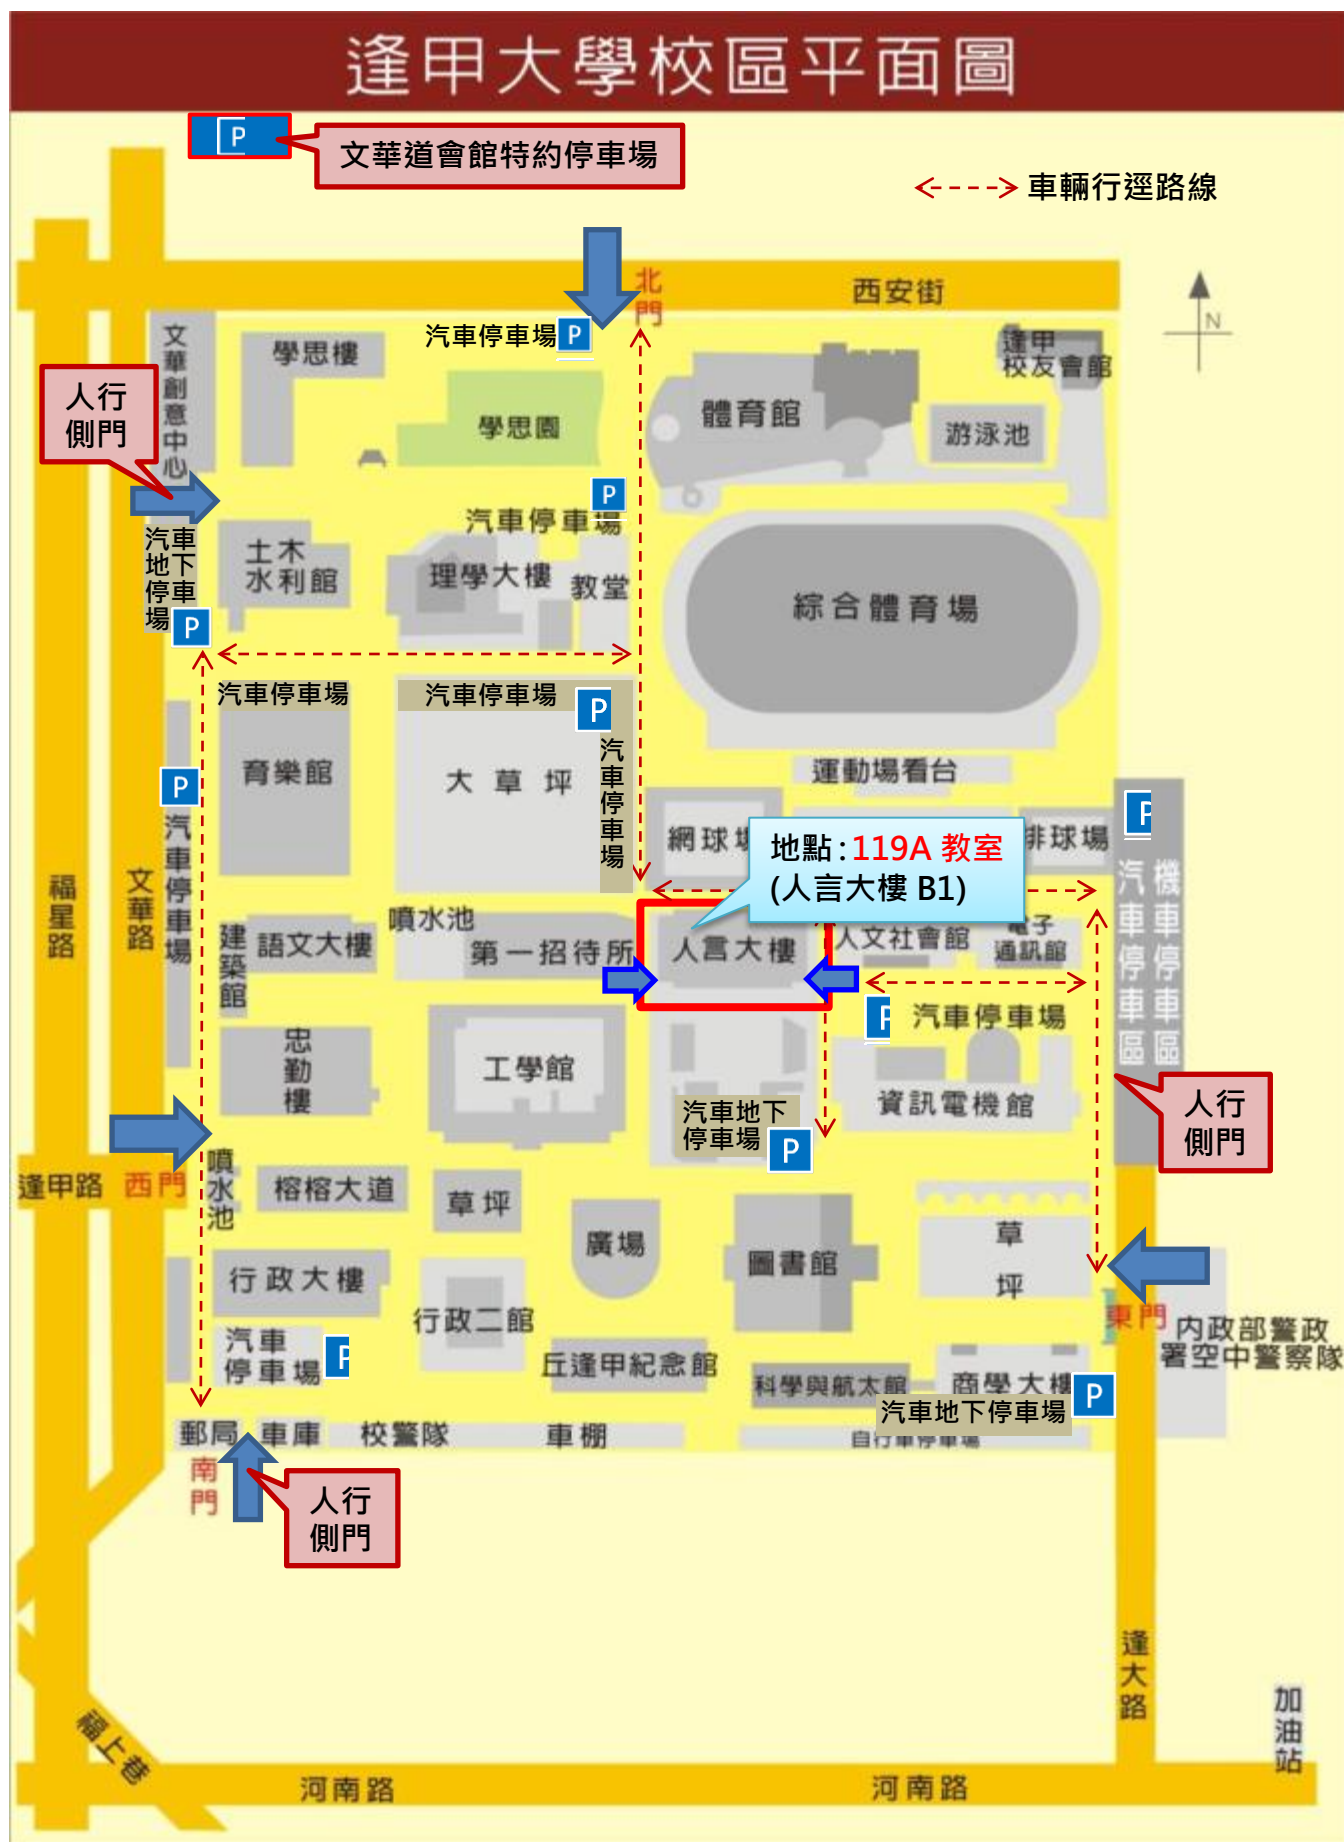 逢甲大學校區平面圖
P
文華道會館特約停車場
車輛行逕路線
北
門
西安街
N
汽車停車場
P
文
華
創
意
中
心
學思樓
逢甲
校友會館
人行
側門
體育館
學思園
游泳池
P
汽車停車場
汽車
地下
停車
場
P
土木
水利館
理學大樓
教堂
綜合體育場
汽車停車場
汽車停車場
P
汽
車
停
車
場
育樂館
大草坪
運動場看台
P
汽
車
停
車
場
網球場
地點:119A 教室
(人言大樓 B1)
排球場
P
汽
車
停
車
區
機
車
停
車
區
福
星
路
文
華
路
建
築
館
語文大樓
噴水池
第一招待所
人言大樓
人文社會館
電子
通訊館
P
汽車停車場
忠
勤
樓
工學館
資訊電機館
汽車地下
停車場
P
人行
側門
逢甲路
西門
噴
水
池
榕榕大道
草坪
廣場
圖書館
草
坪
行政大樓
行政二館
東門
內政部警政
署空中警察隊
汽車
停車場
P
丘逢甲紀念館
科學與航太館
商學大樓
P
汽車地下停車場
自行車停車場
郵局
車庫
校警隊
車棚
南
門
人行
側門
逢
大
路
加
油
站
福上巷
河南路
河南路